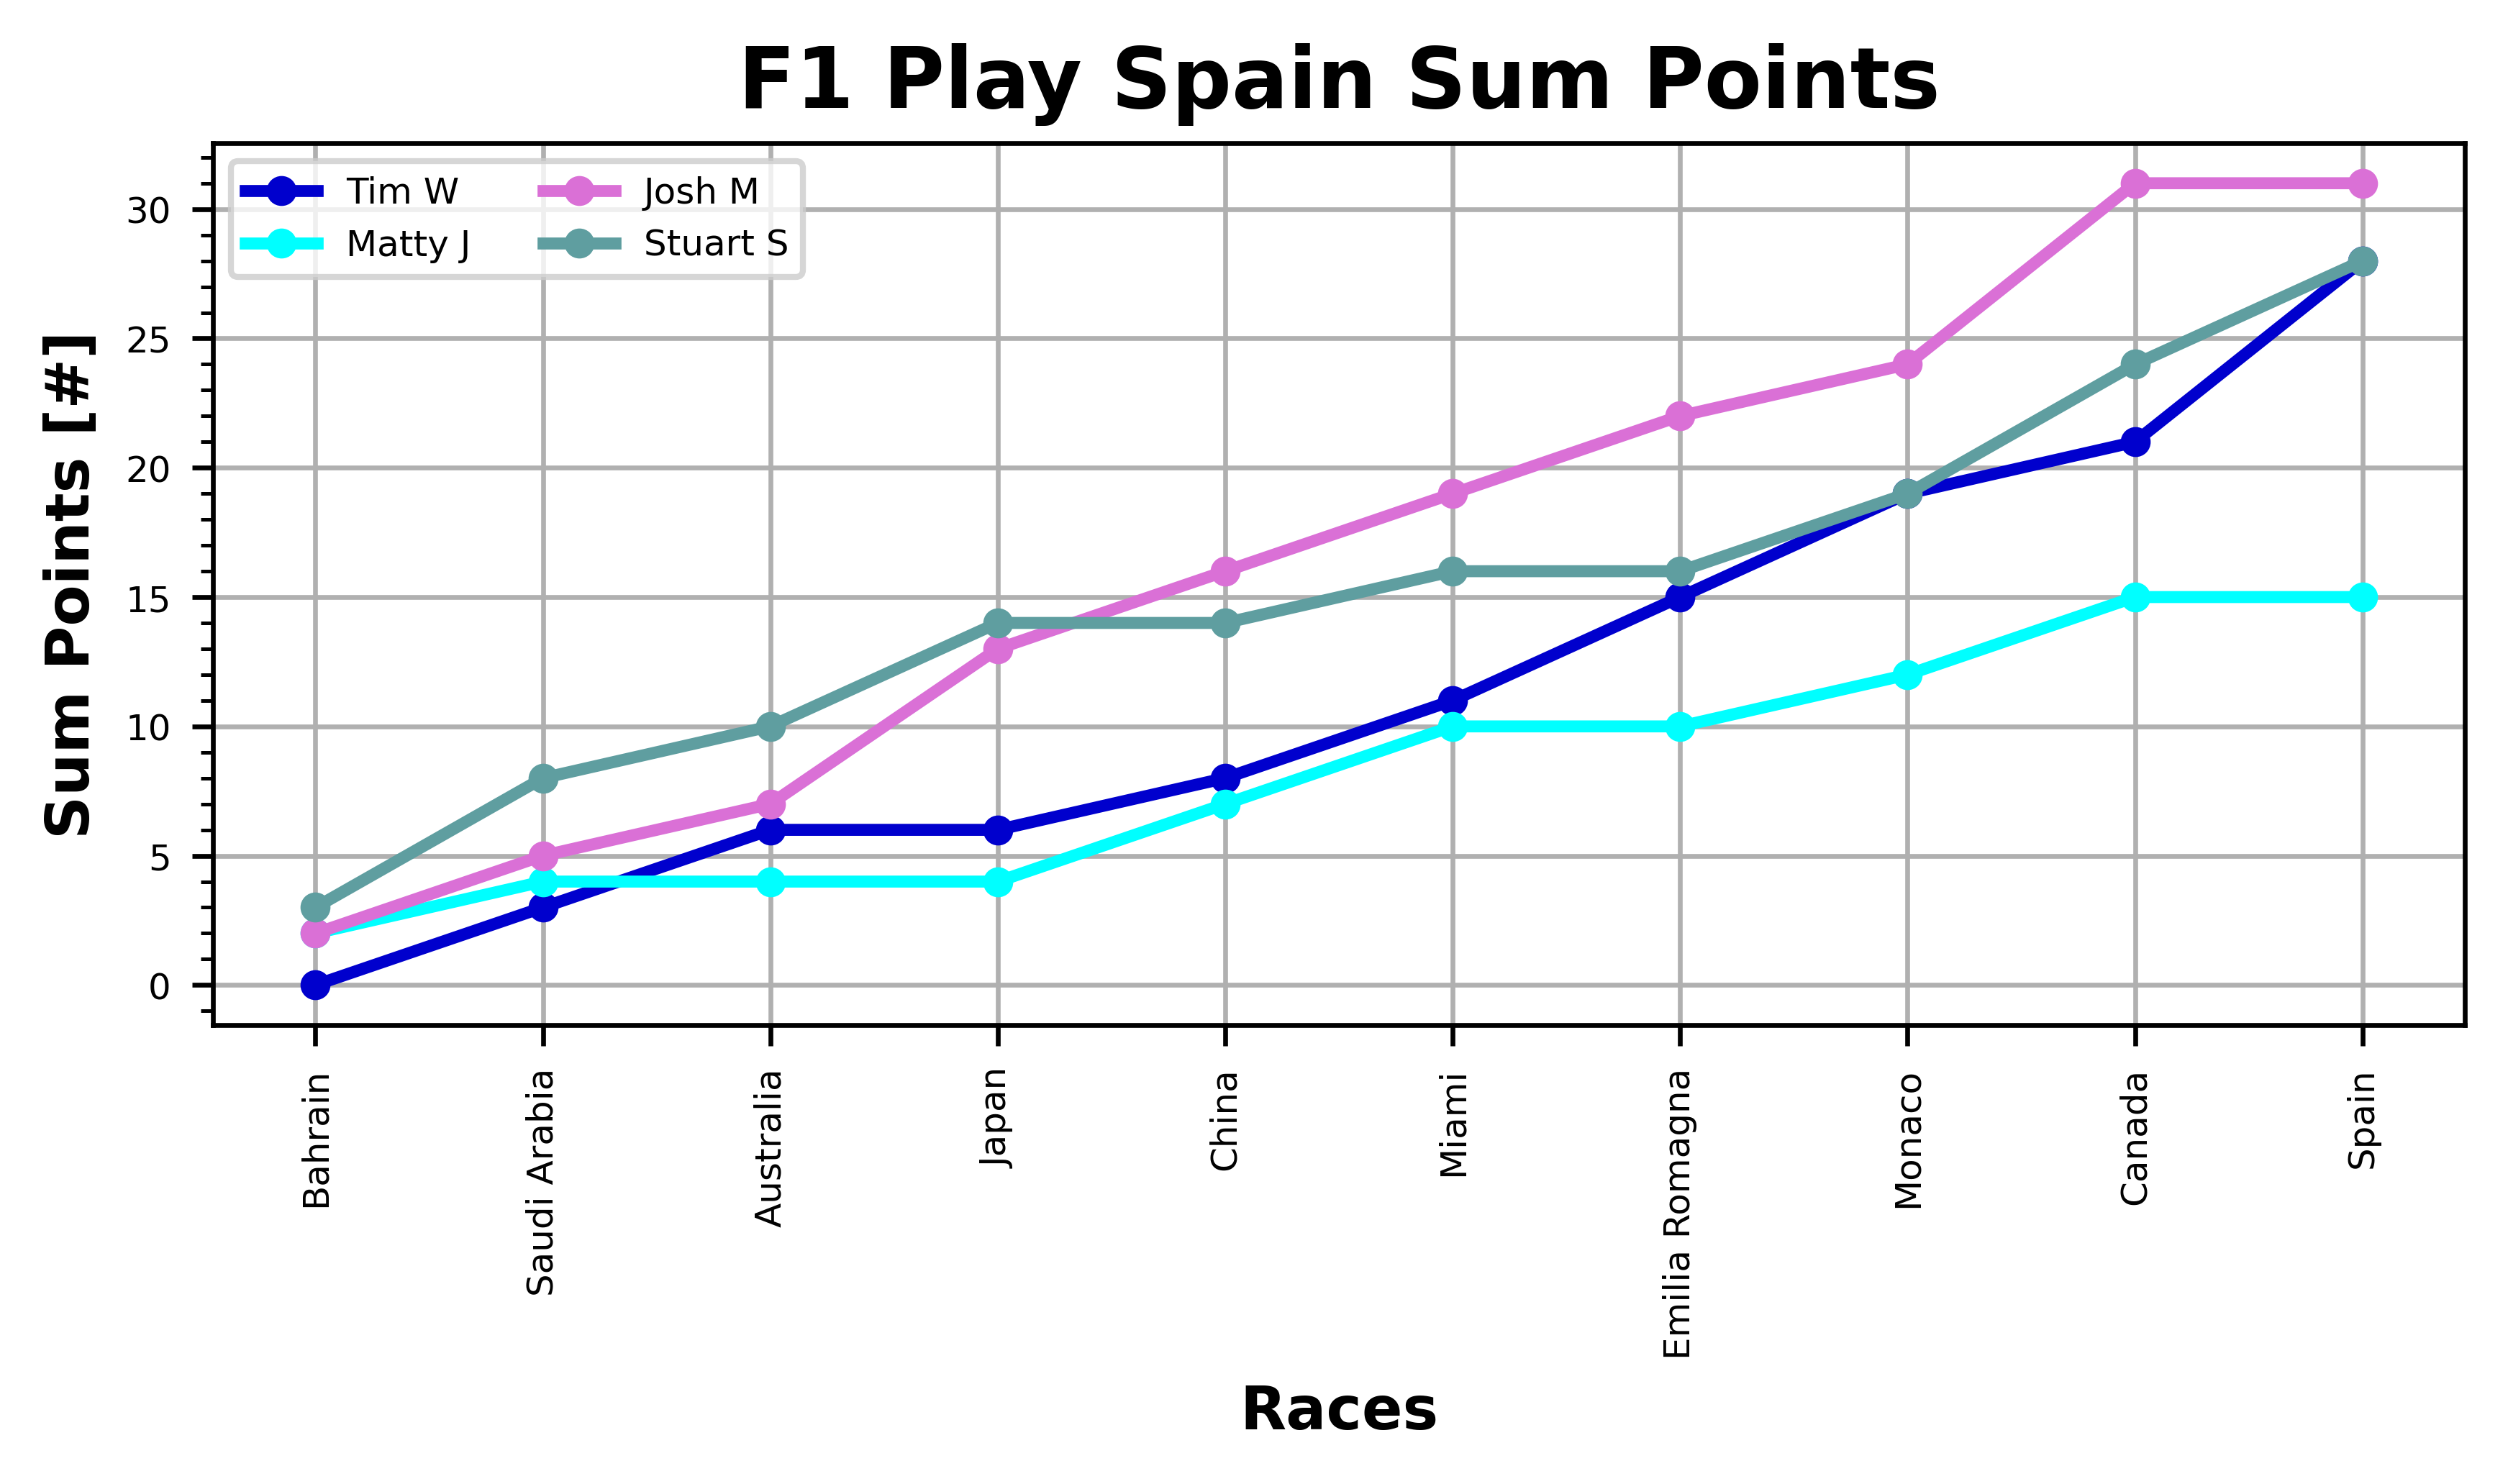 F1 Play Spain Sum Points
Tim W
Matty J
Josh M
Stuart S
Sum Points [#]
30
25
20
15
10
5
0
Bahrain
Saudi Arabia
Australia
Japan
China
Miami
Emilia Romagna
Monaco
Canada
Spain
Races